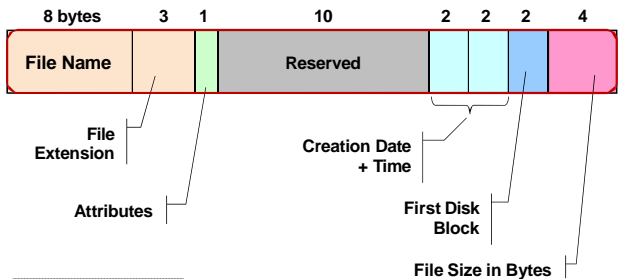 8 bytes 3 1 10 2 2 2 4
File Name Reserved
File
Extension
Creation Date
+ Time
Attributes
First Disk
Block
File Size in Bytes